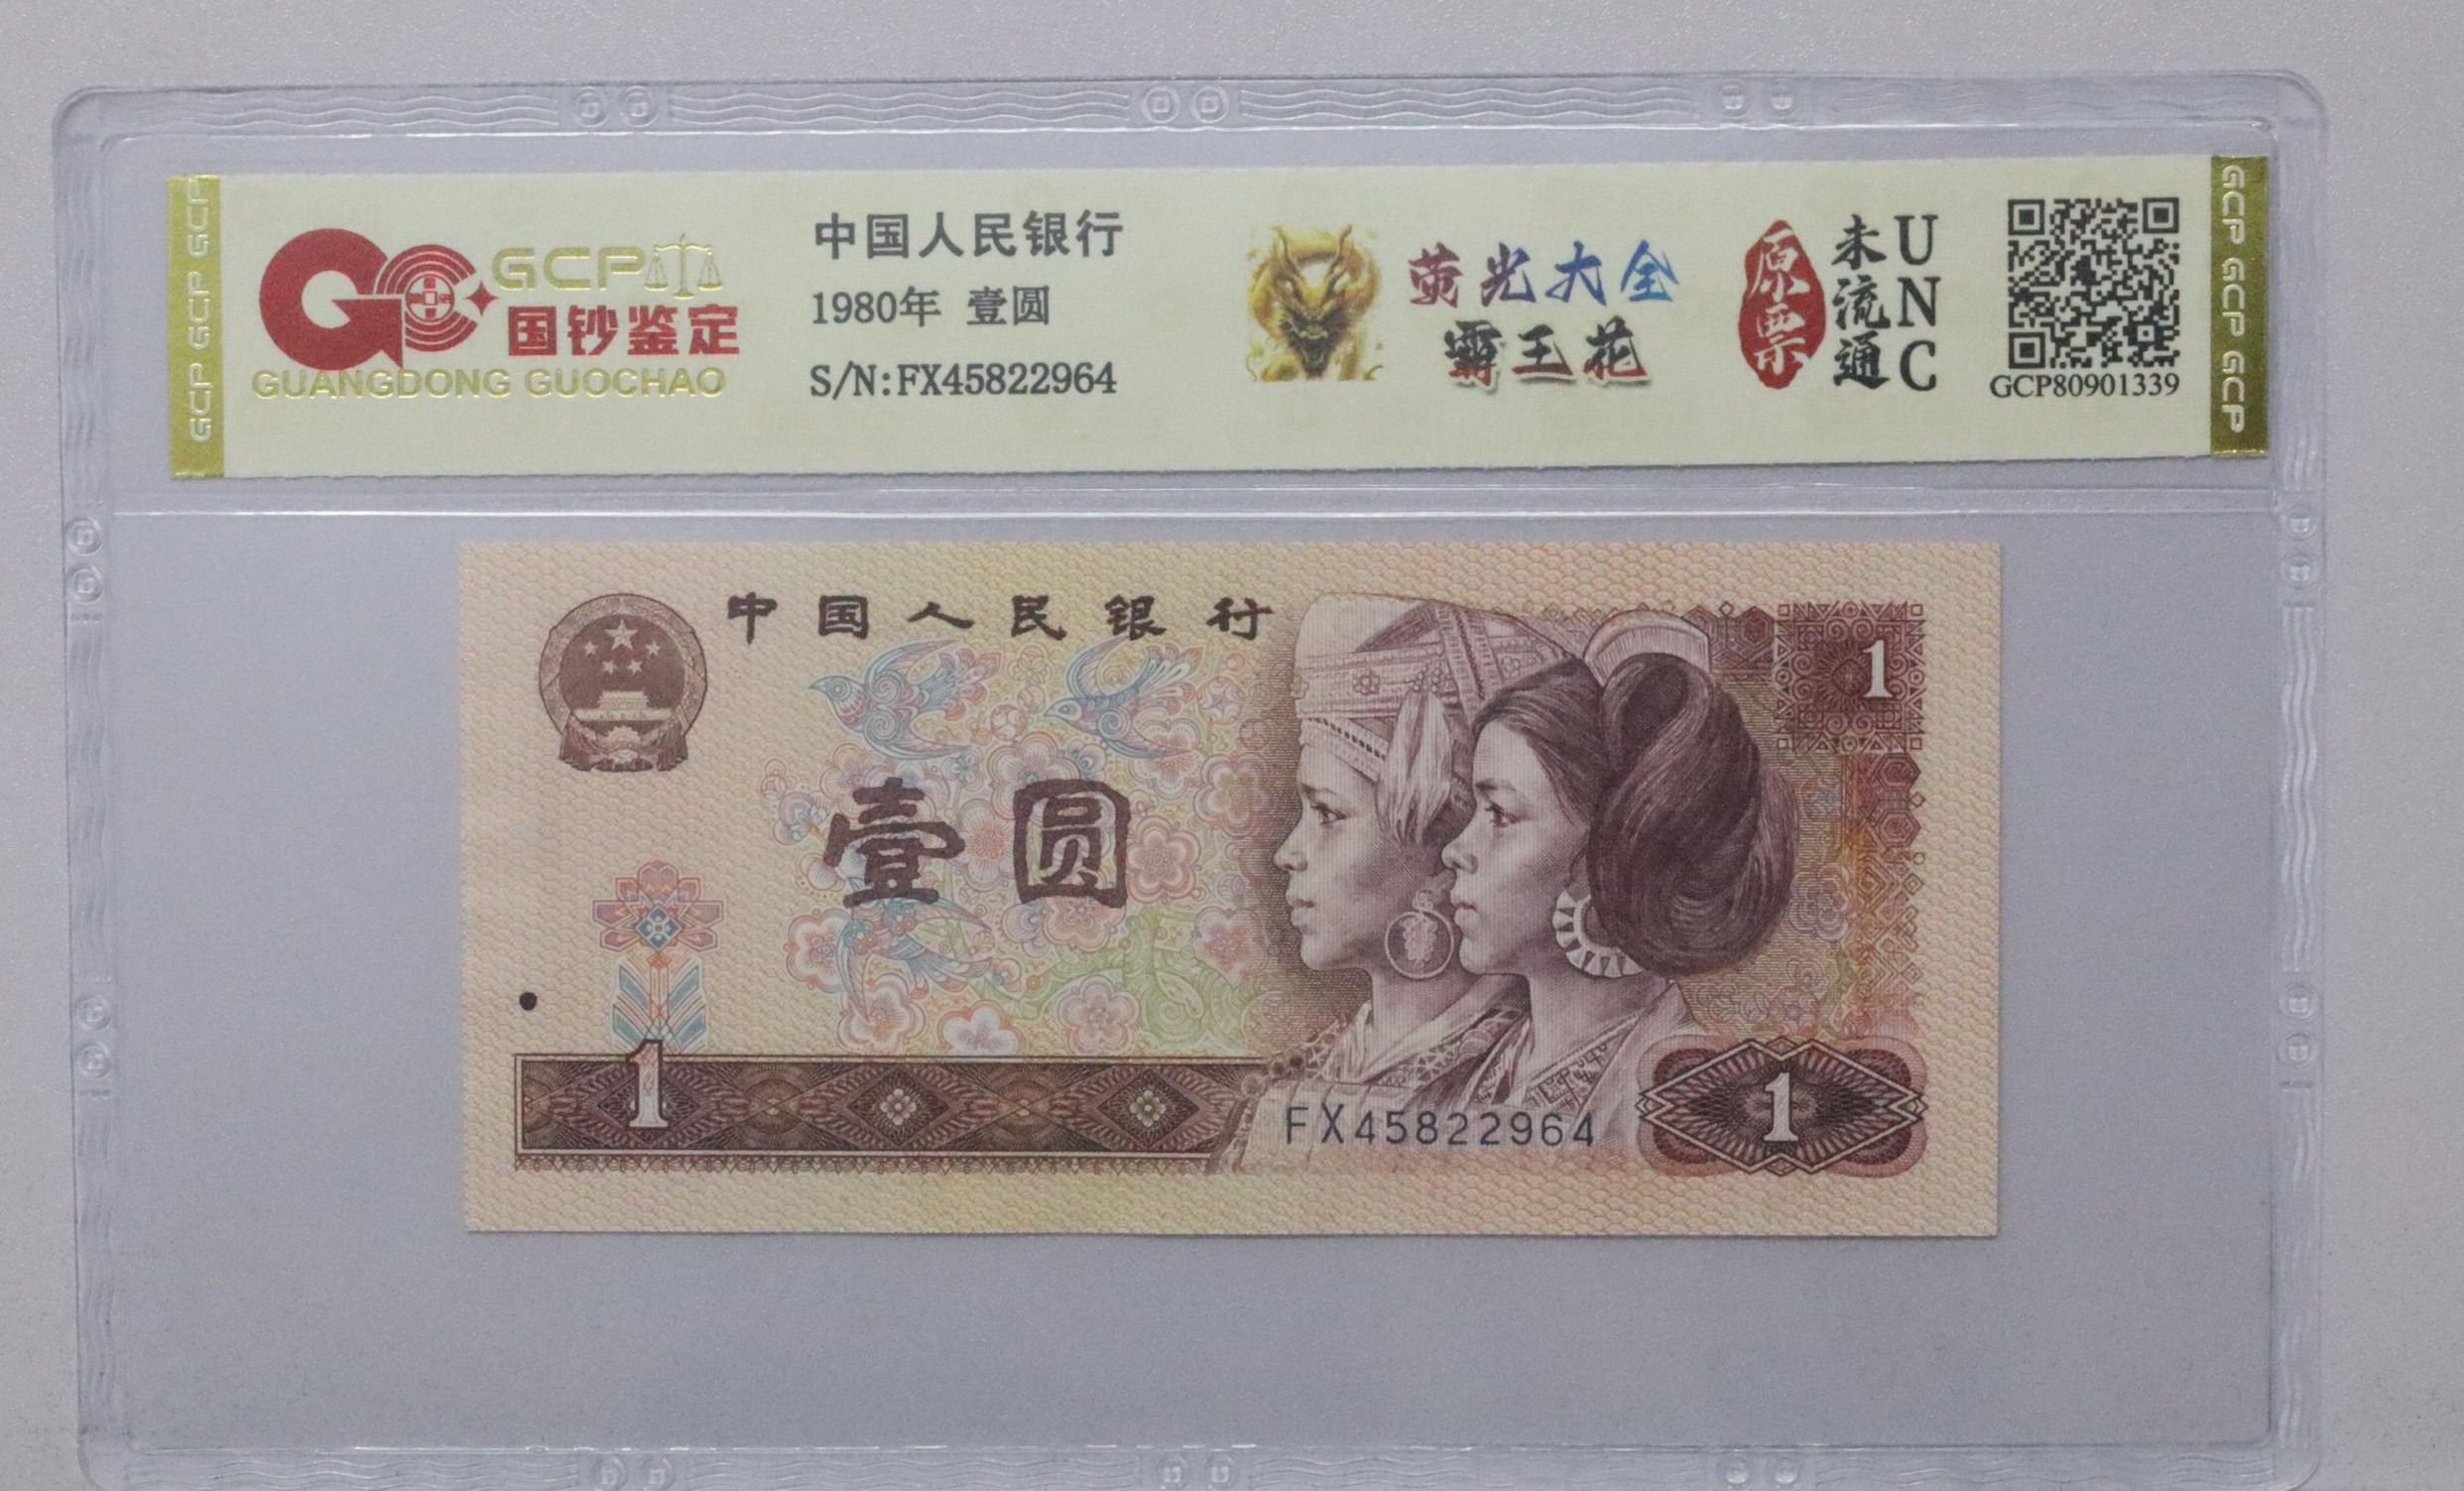 GCP GCP GCP
GCP
国钞鉴定
GUANGDONG GUOCHAO
中国人民银行
1980年 壹圆
S/N:FX45822964
荧光大全
霸王花
原票
未流通
UNC
GCP80901339
GCP GCP GCP
中国人民银行
1
壹圆
1
FX45822964
1